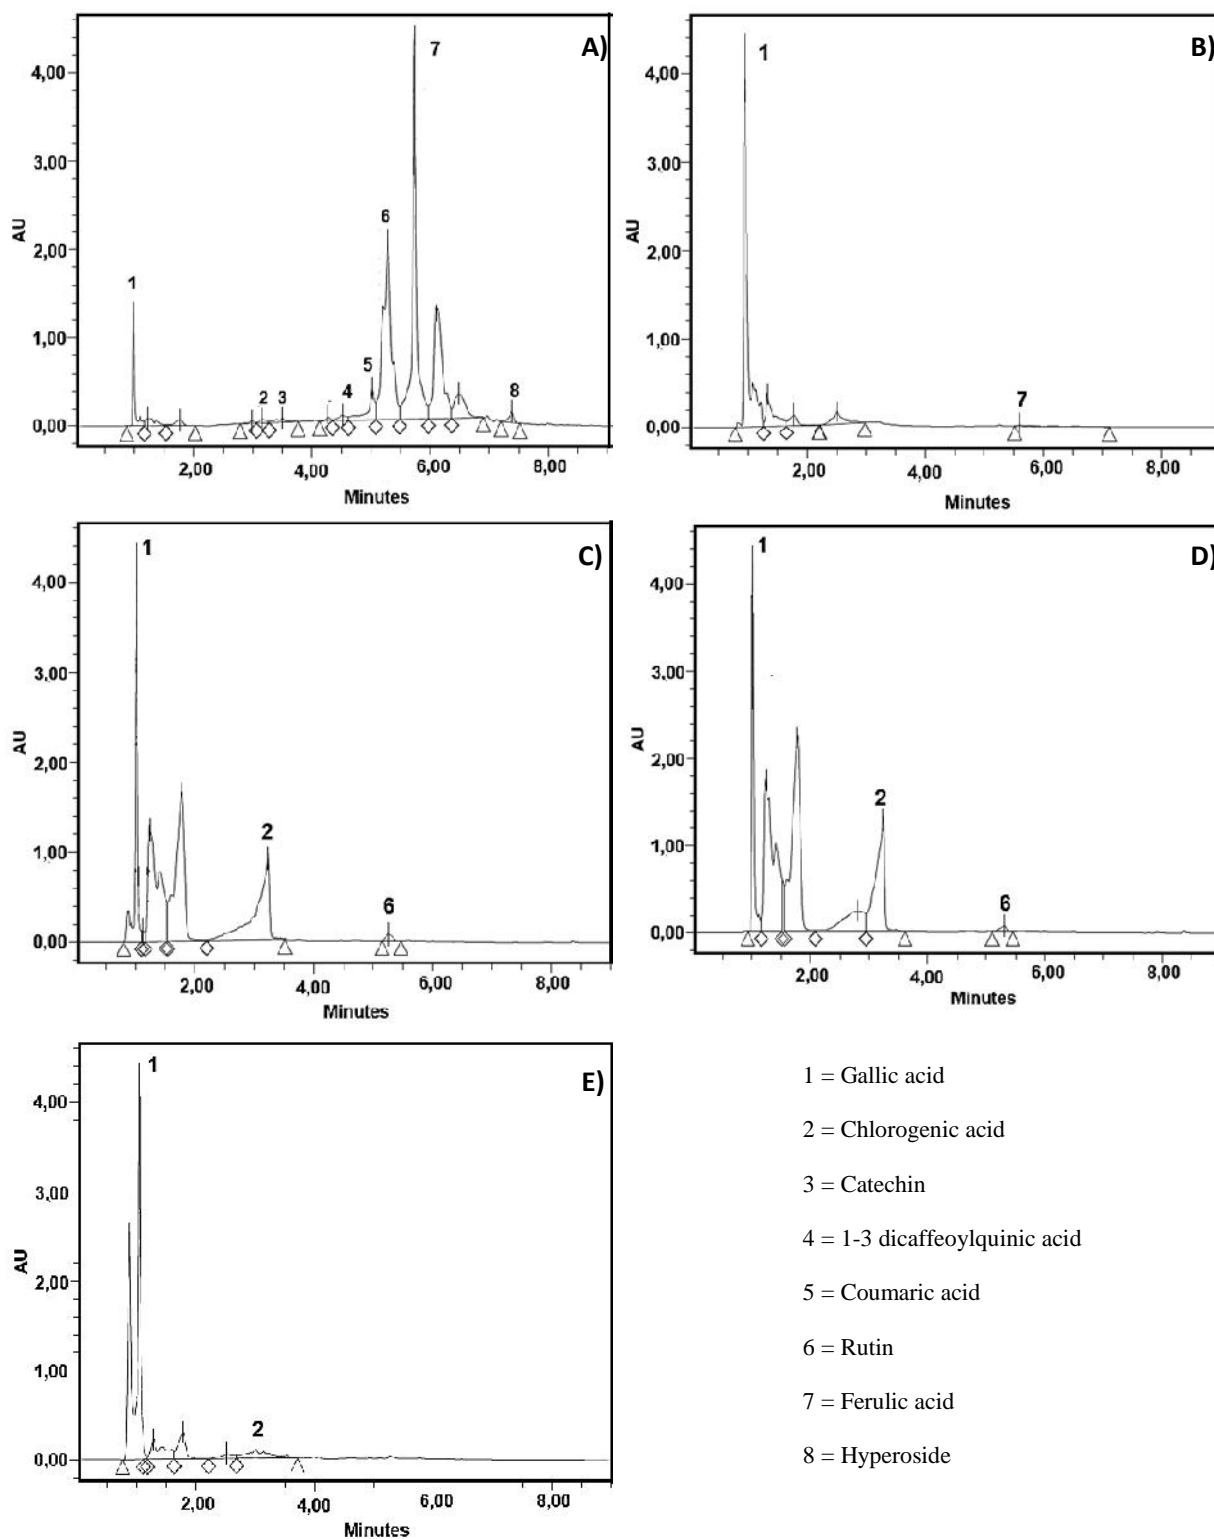 A)
7
6
1
5
2
3
4
8
4,00
3,00
2,00
1,00
0,00
AU
2,00 4,00 6,00 8,00
Minutes
B)
1
7
4,00
3,00
2,00
1,00
0,00
AU
2,00 4,00 6,00 8,00
Minutes
C)
1
2
6
4,00
3,00
2,00
1,00
0,00
AU
2,00 4,00 6,00 8,00
Minutes
D)
1
2
6
4,00
3,00
2,00
1,00
0,00
AU
2,00 4,00 6,00 8,00
Minutes
E)
1
2
4,00
3,00
2,00
1,00
0,00
AU
2,00 4,00 6,00 8,00
Minutes
1 = Gallic acid
2 = Chlorogenic acid
3 = Catechin
4 = 1-3 dicaffeoylquinic acid
5 = Coumaric acid
6 = Rutin
7 = Ferulic acid
8 = Hyperoside